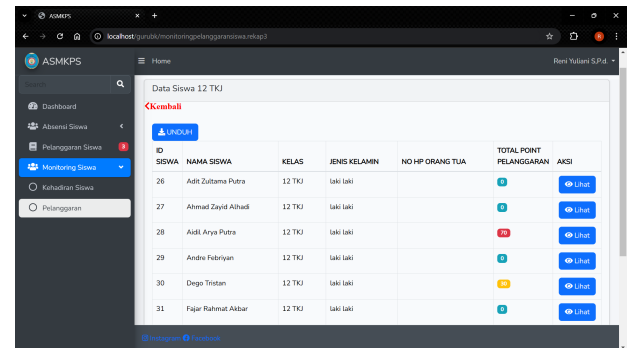 ASMKPS
localhost/gurubk/monitoringpelanggaransiswa.rekap3
ASMKPS
Home
Reni Yuliani S,P.d.
Search
Data Siswa 12 TKJ
Kembali
Dashboard
Absensi Siswa
Pelanggaran Siswa 3
Monitoring Siswa
Kehadiran Siswa
Pelanggaran
UNDUH
ID SISWA NAMA SISWA KELAS JENIS KELAMIN NO HP ORANG TUA TOTAL POINT PELANGGARAN AKSI
26 Adit Zultama Putra 12 TKJ laki laki 0 Lihat
27 Ahmad Zayid Alhadi 12 TKJ laki laki 0 Lihat
28 Aidil Arya Putra 12 TKJ laki laki 70 Lihat
29 Andre Febriyan 12 TKJ laki laki 0 Lihat
30 Dego Tristan 12 TKJ laki laki 30 Lihat
31 Fajar Rahmat Akbar 12 TKJ laki laki 0 Lihat
Instagram Facebook